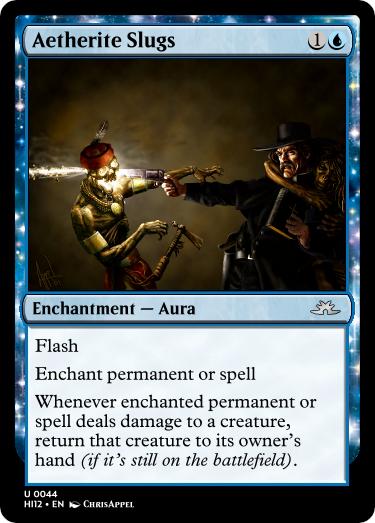 Aetherite Slugs
1
Enchantment — Aura
Flash
Enchant permanent or spell
Whenever enchanted permanent or
spell deals damage to a creature,
return that creature to its owner's
hand (if it's still on the battlefield).
U 0044
HI12 • EN ChrisAppel